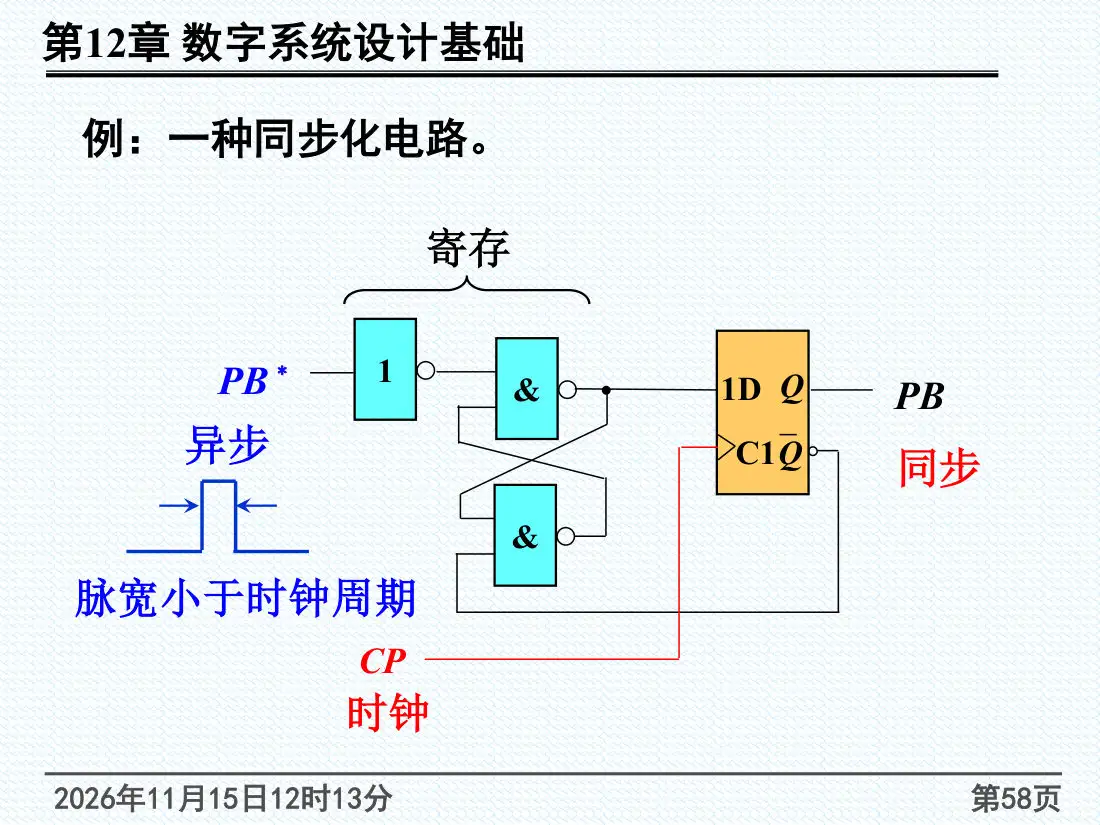 第12章 数字系统设计基础
例：一种同步化电路。
寄存
PB*
1
&
1D Q
PB
异步
C1 Q̅
同步
&
脉宽小于时钟周期
CP
时钟
2026年11月15日12时13分
第58页